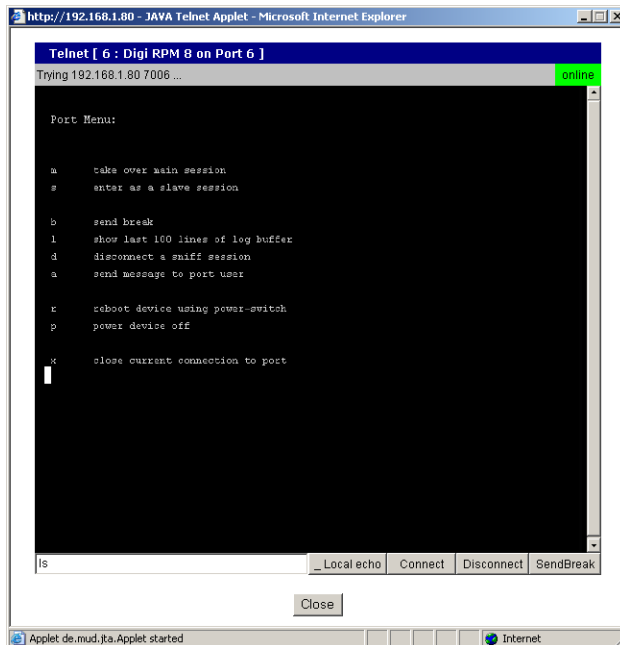 http://192.168.1.80 - JAVA Telnet Applet - Microsoft Internet Explorer
Telnet [ 6 : Digi RPM 8 on Port 6 ]
Trying 192.168.1.80 7006 ... online
Port Menu:
m take over main session
s enter as a slave session
b send break
l show last 100 lines of log buffer
d disconnect a sniff session
a send message to port user
r reboot device using power-switch
p power device off
x close current connection to port
ls _ Local echo Connect Disconnect SendBreak
Close
Applet de.mud.jta.Applet started Internet